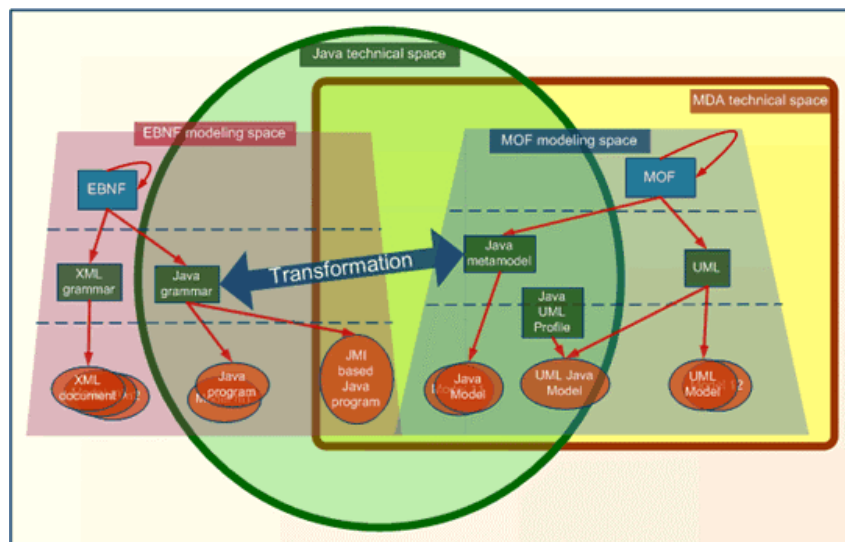 Java technical space
MDA technical space
EBNF modeling space
MOF modeling space
EBNF
MOF
Java
metamodel
XML
grammar
Java
grammar
Transformation
UML
Java
UML
Profile
XML
document
Java
program
JMI
based
Java
program
Java
Model
UML Java
Model
UML
Model